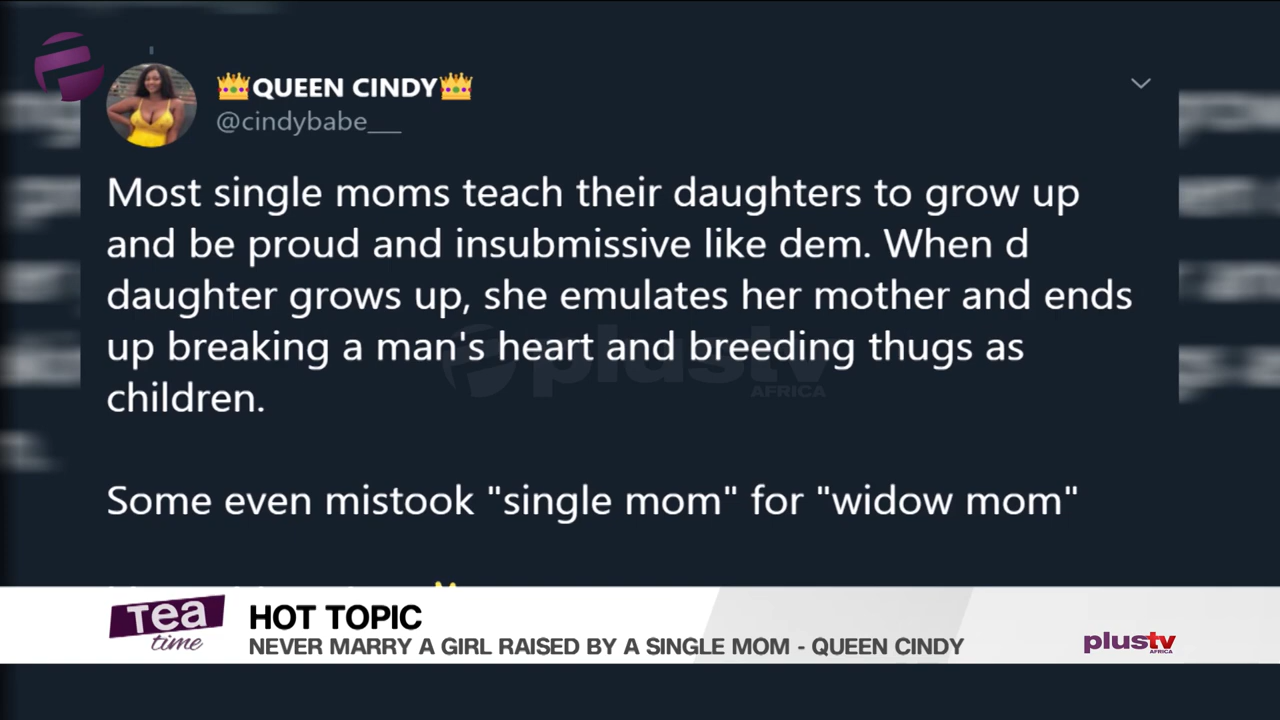 👑QUEEN CINDY👑
@cindybabe___
Most single moms teach their daughters to grow up
and be proud and insubmissive like dem. When d
daughter grows up, she emulates her mother and ends
up breaking a man's heart and breeding thugs as
children.
plustv
AFRICA
Some even mistook "single mom" for "widow mom"
Tea
time
HOT TOPIC
NEVER MARRY A GIRL RAISED BY A SINGLE MOM - QUEEN CINDY
plustv
AFRICA